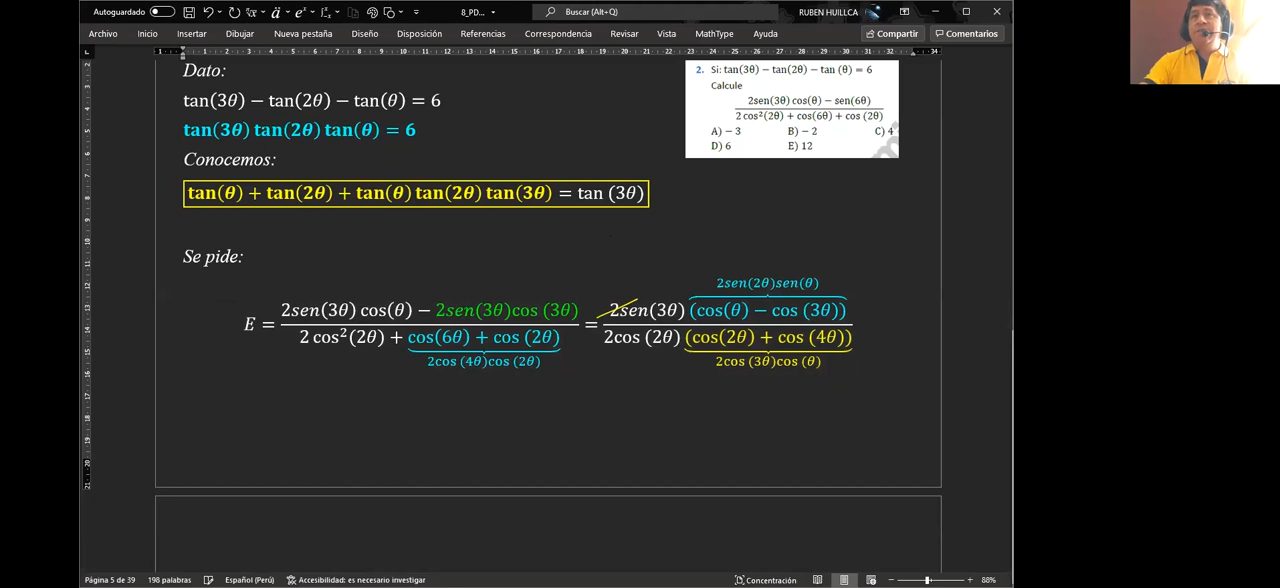 Autoguardado
8_PD...
Buscar (Alt+Q)
RUBEN HUILLCA
Archivo Inicio Insertar Dibujar Nueva pestaña Diseño Disposición Referencias Correspondencia Revisar Vista MathType Ayuda Compartir Comentarios
Dato:
tan(3θ) − tan(2θ) − tan(θ) = 6
tan(3θ) tan(2θ) tan(θ) = 6
Conocemos:
tan(θ) + tan(2θ) + tan(θ) tan(2θ) tan(3θ) = tan (3θ)
2. Si: tan(3θ) − tan(2θ) − tan (θ) = 6
Calcule
2sen(3θ) cos(θ) − sen(6θ)
2 cos²(2θ) + cos(6θ) + cos (2θ)
A) − 3 B) − 2 C) 4
D) 6 E) 12
Se pide:
2sen(2θ)sen(θ)
2sen(3θ) cos(θ) − 2sen(3θ)cos (3θ) 2sen(3θ) (cos(θ) − cos (3θ))
E = =
2 cos²(2θ) + cos(6θ) + cos (2θ) 2cos (2θ) (cos(2θ) + cos (4θ))
2cos (4θ)cos (2θ) 2cos (3θ)cos (θ)
Página 5 de 39 198 palabras Español (Perú) Accesibilidad: es necesario investigar Concentración 88%